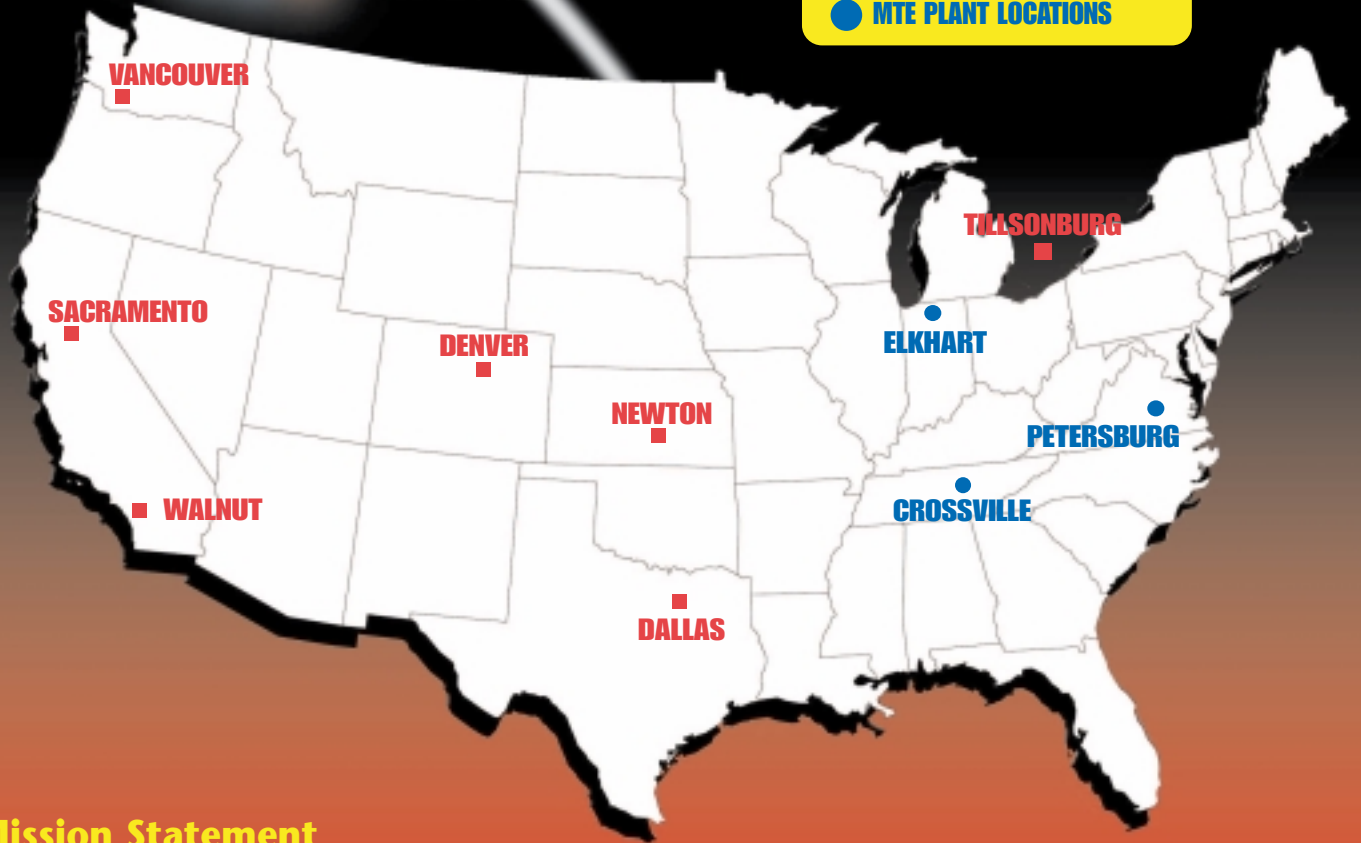 MTE PLANT LOCATIONS
VANCOUVER
TILLSONBURG
SACRAMENTO
ELKHART
DENVER
NEWTON
PETERSBURG
WALNUT
CROSSVILLE
DALLAS
Mission Statement